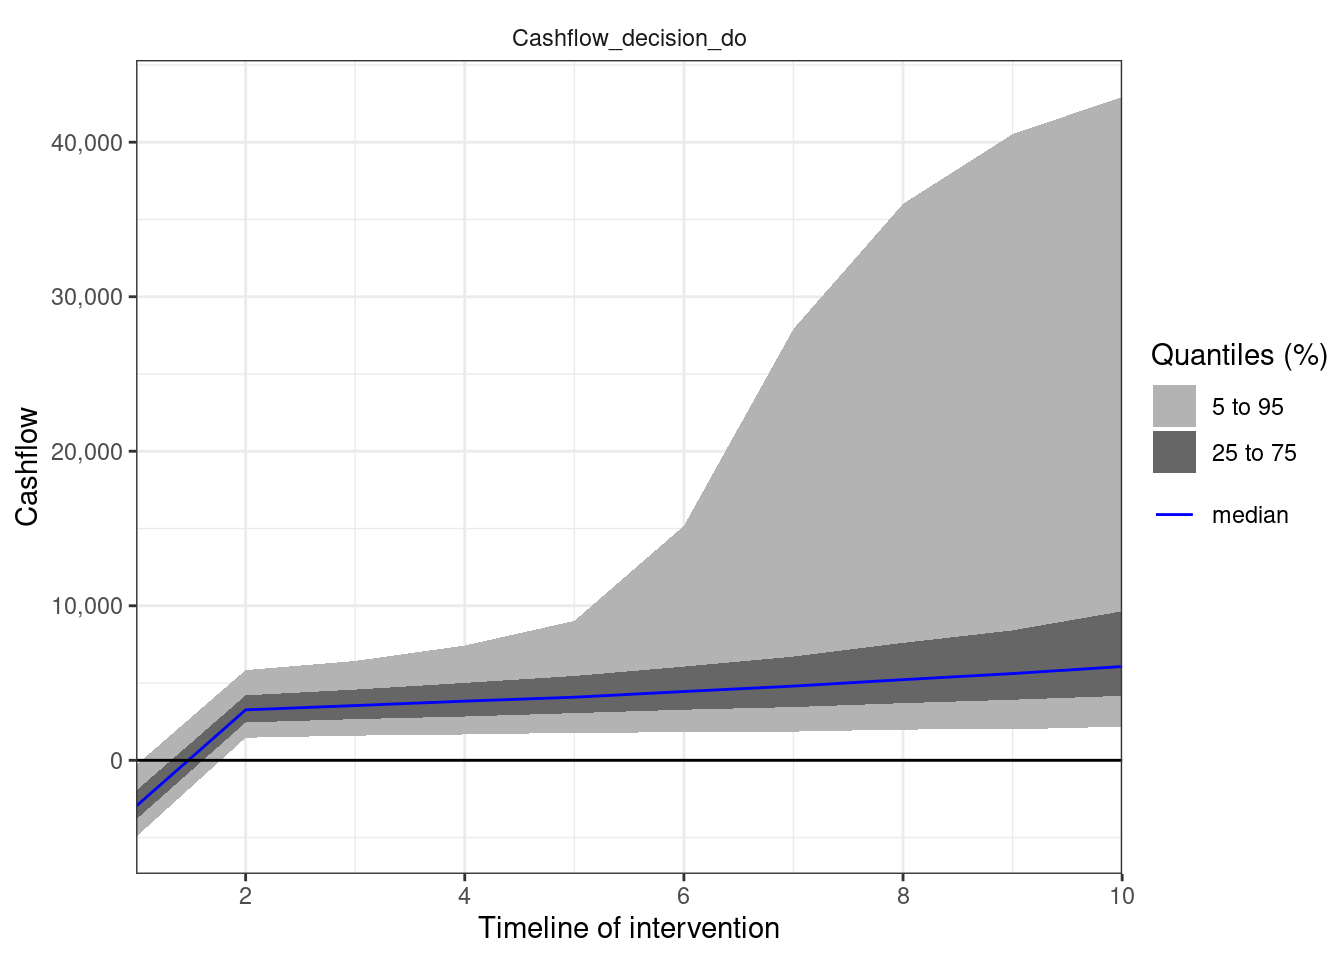 Cashflow_decision_do
40,000
30,000
20,000
10,000
0
Cashflow
2 4 6 8 10
Timeline of intervention
Quantiles (%)
5 to 95
25 to 75
median